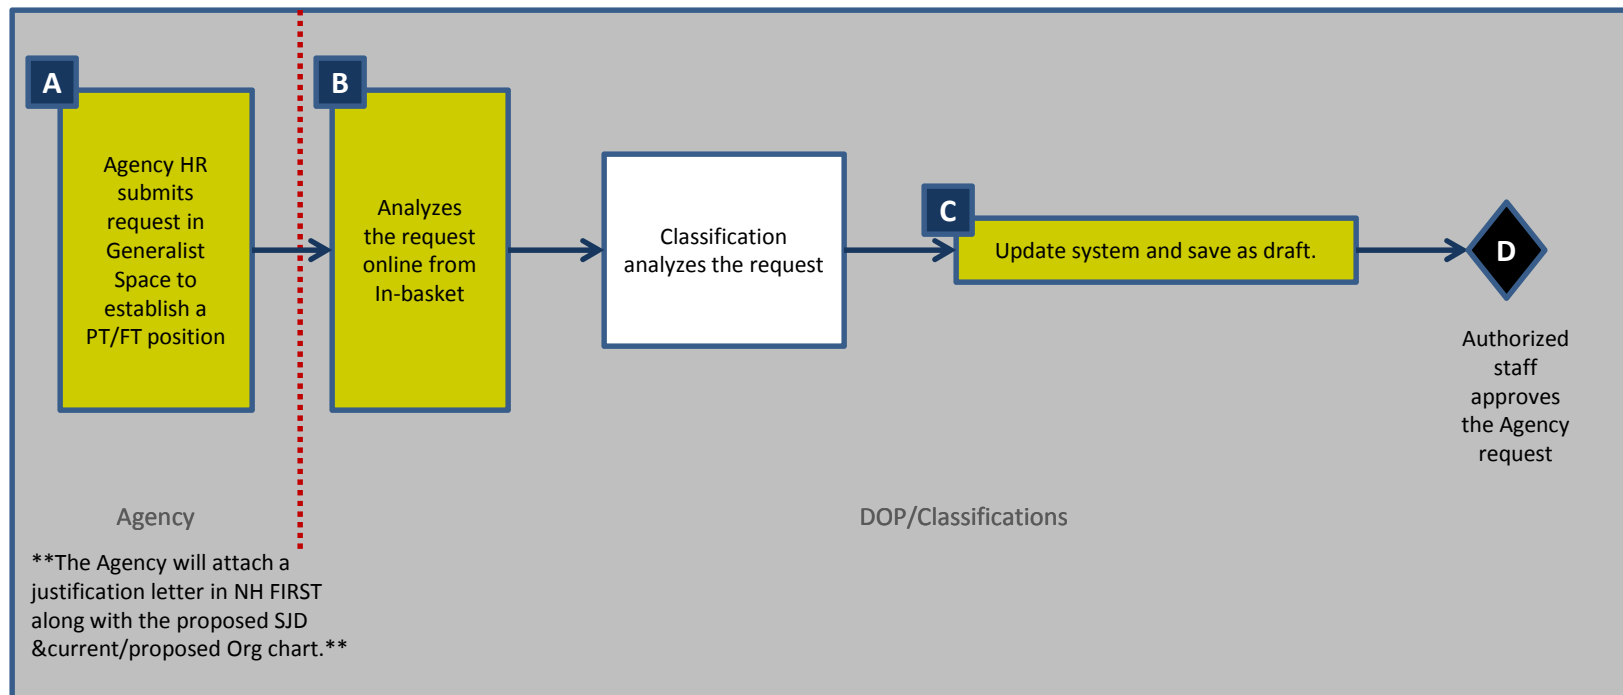 A
Agency HR
submits
request in
Generalist
Space to
establish a
PT/FT position
B
Analyzes
the request
online from
In-basket
Classification
analyzes the request
C
Update system and save as draft.
D
Authorized
staff
approves
the Agency
request
Agency
DOP/Classifications
**The Agency will attach a
justification letter in NH FIRST
along with the proposed SJD
&current/proposed Org chart.**